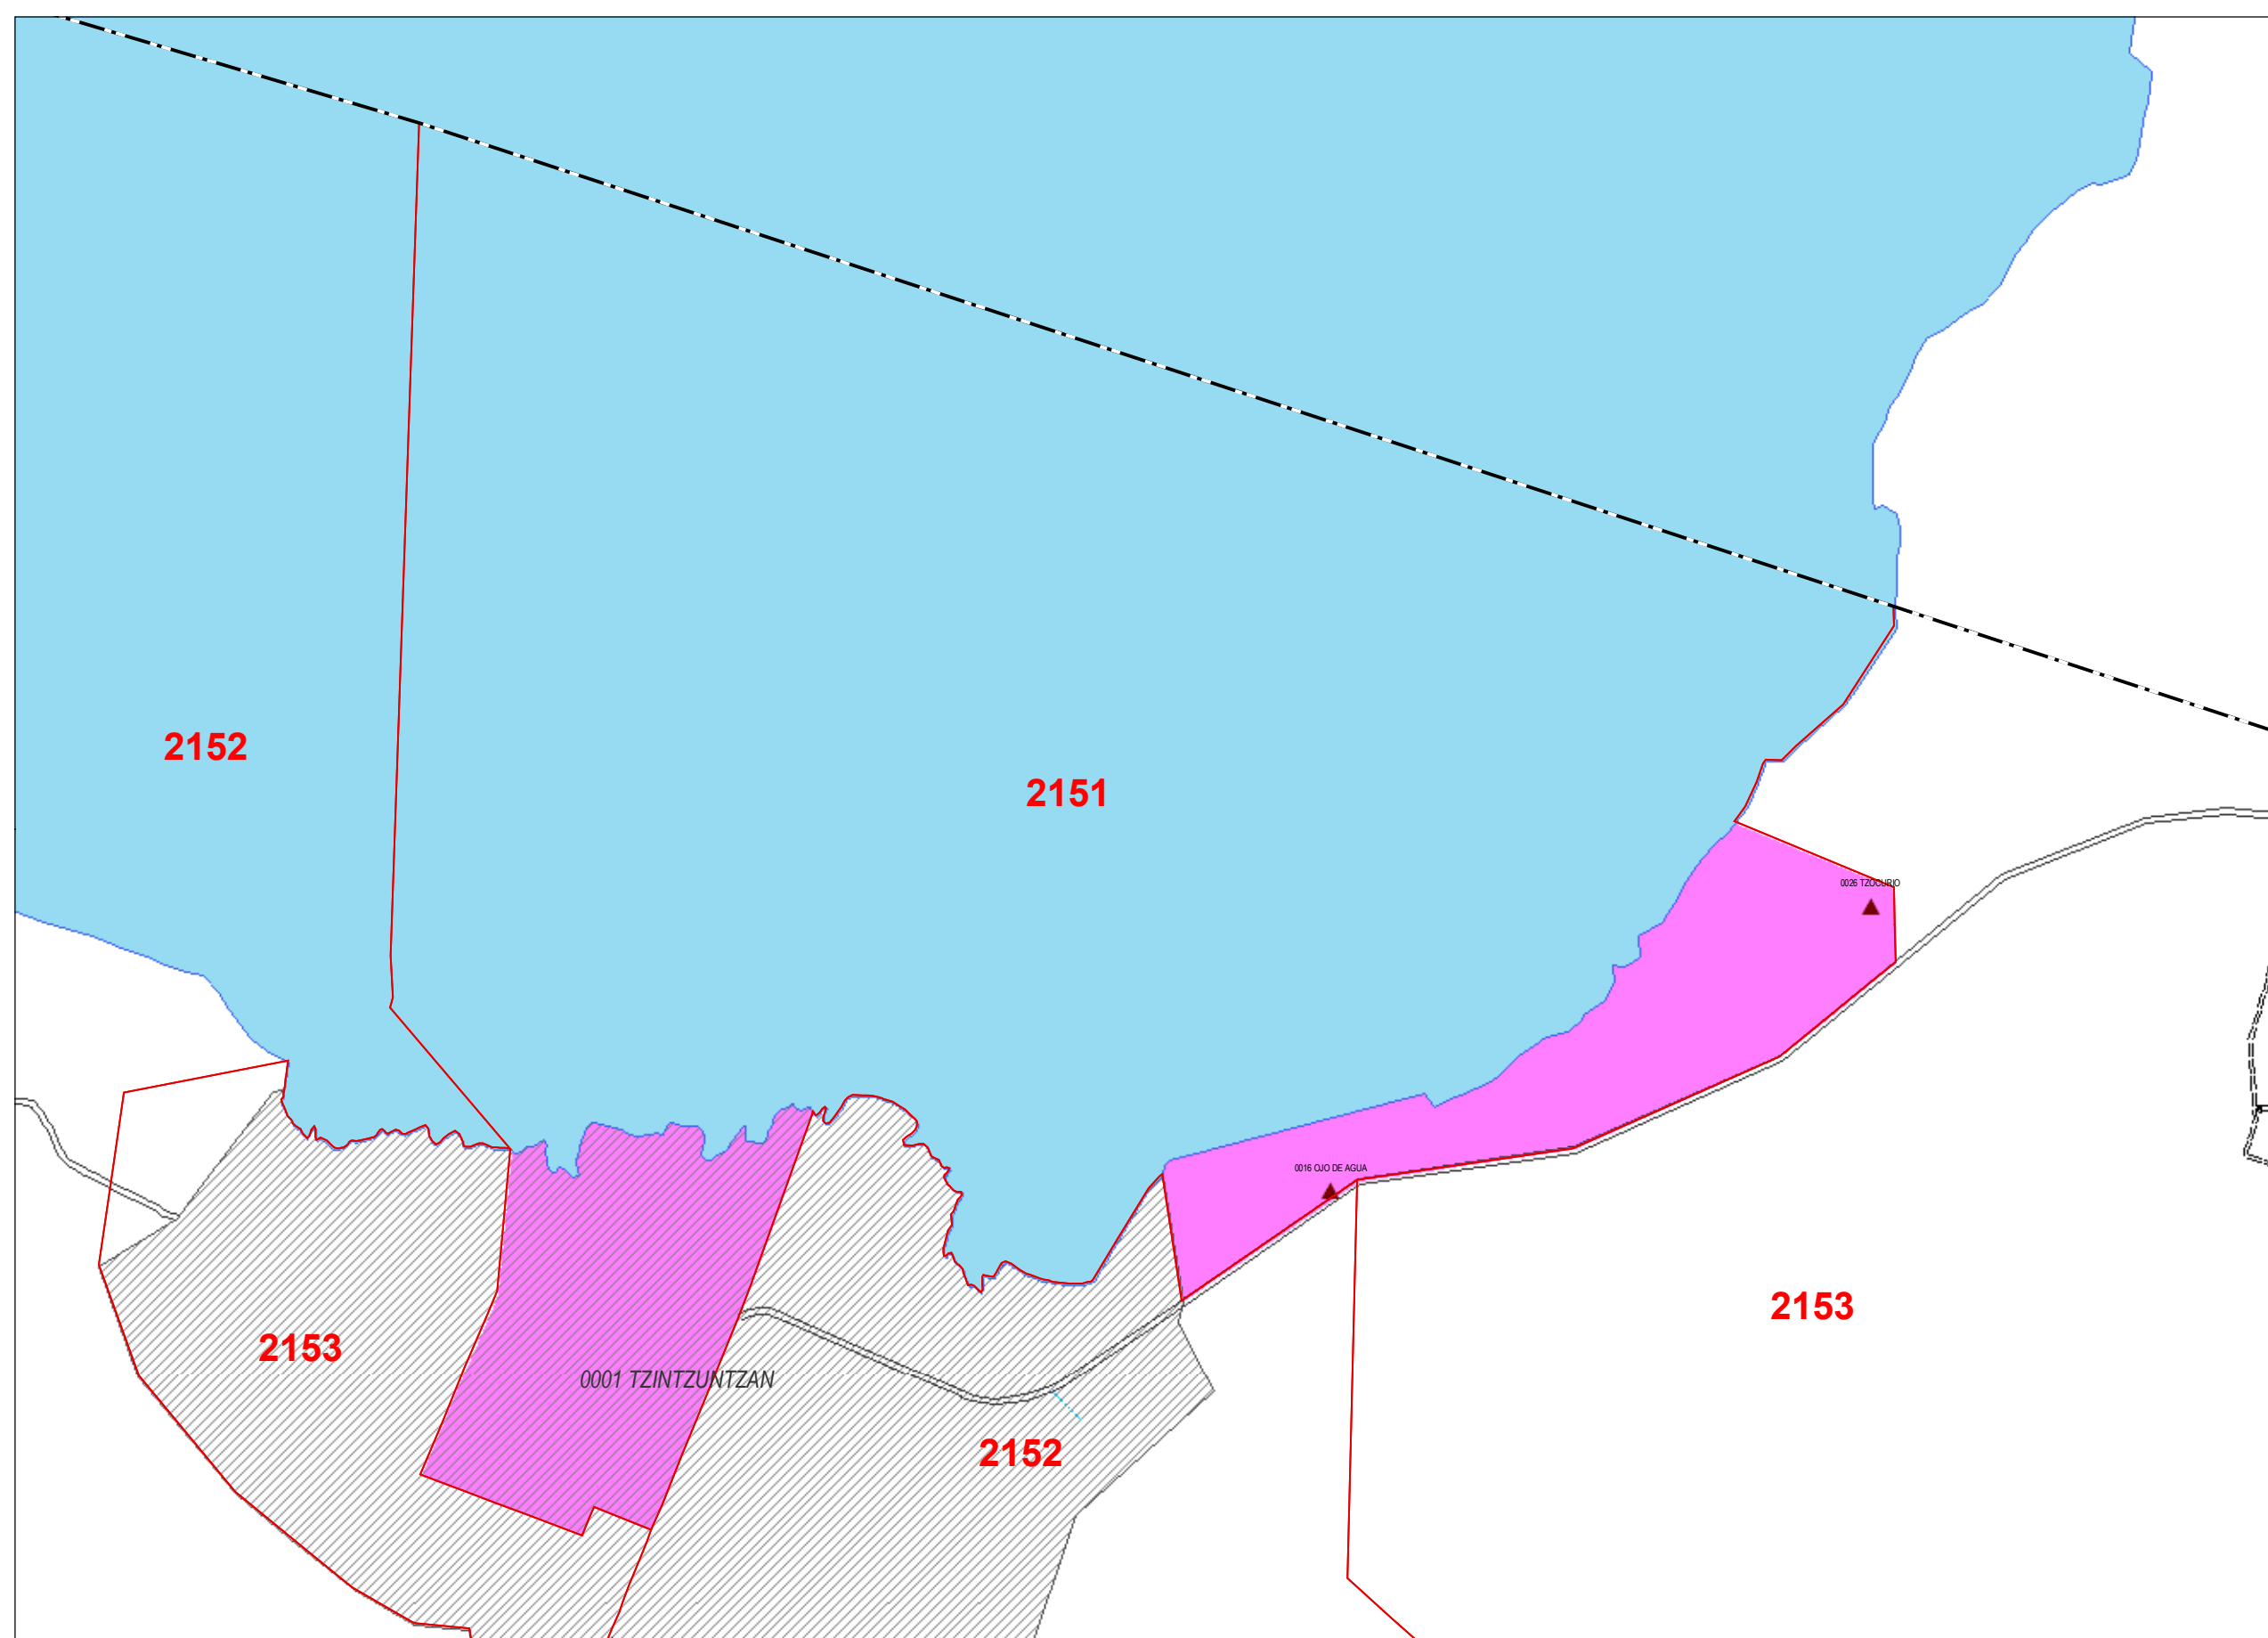 2152
2151
0026 TZOCURIO
0016 OJO DE AGUA
2153
2153
0001 TZINTZUNTZAN
2152